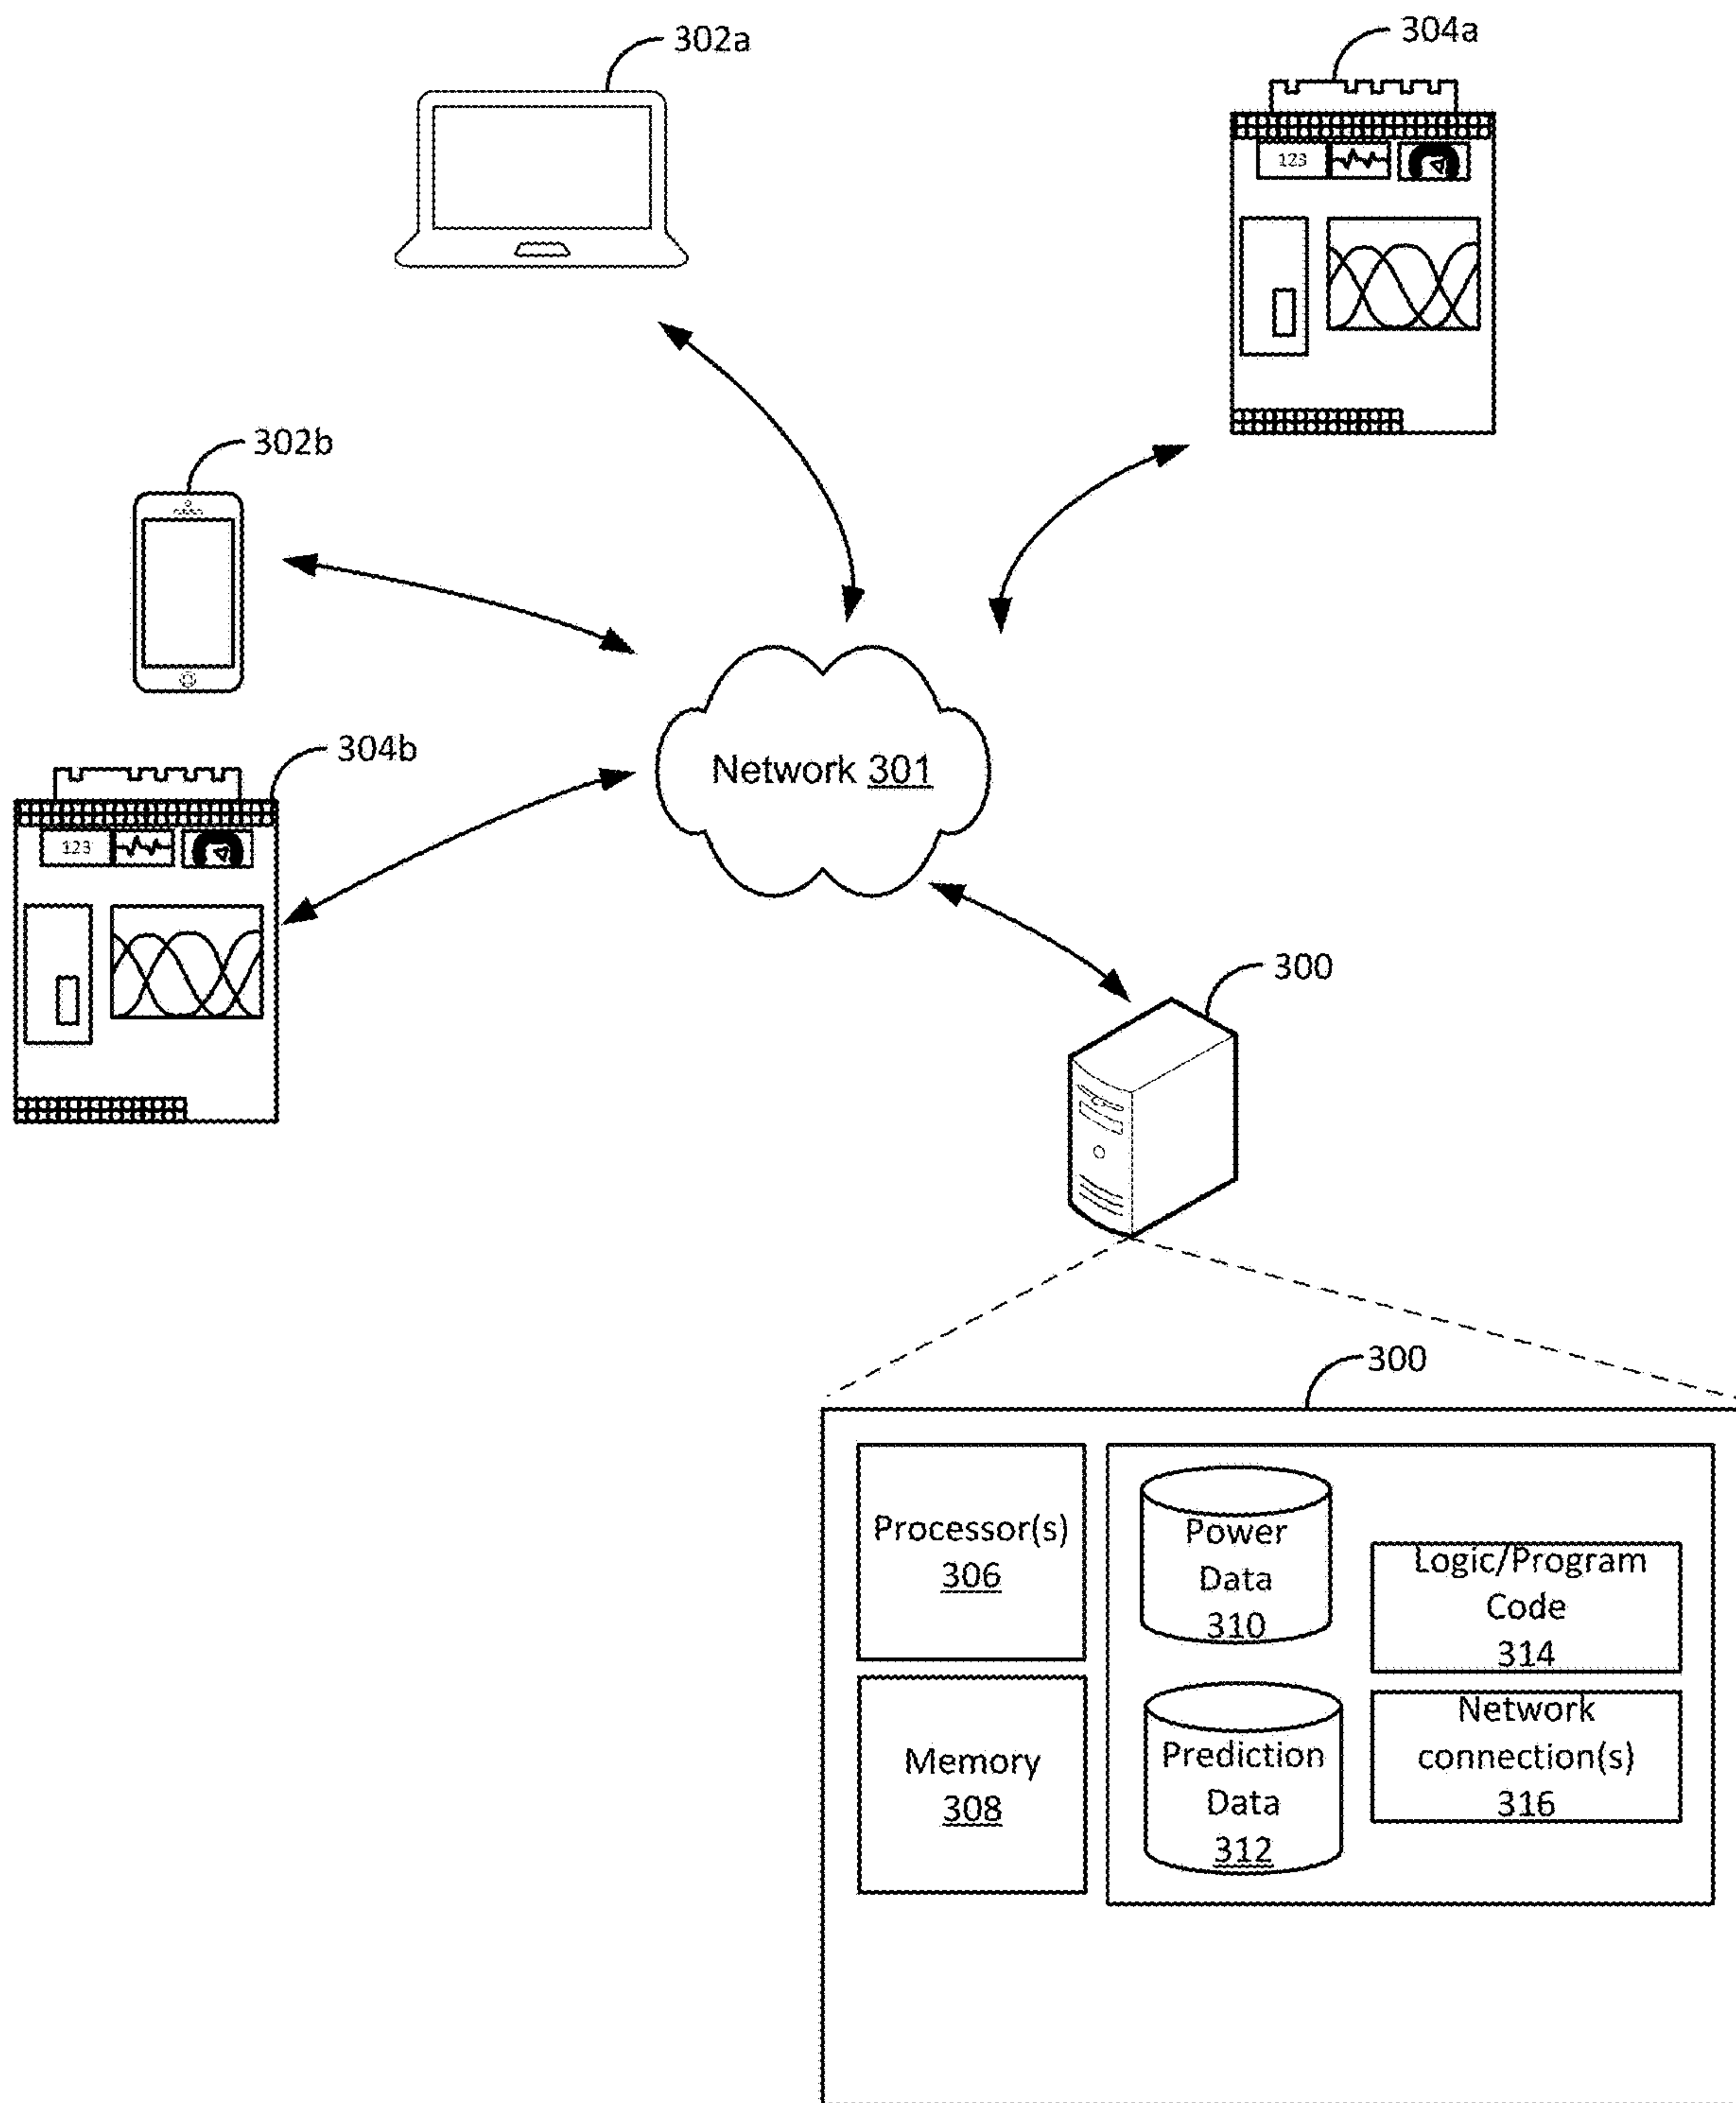 302a
304a
123
302b
304b
123
Network 301
300
300
Processor(s)
306
Power
Data
310
Logic/Program
Code
314
Memory
308
Prediction
Data
312
Network
connection(s)
316